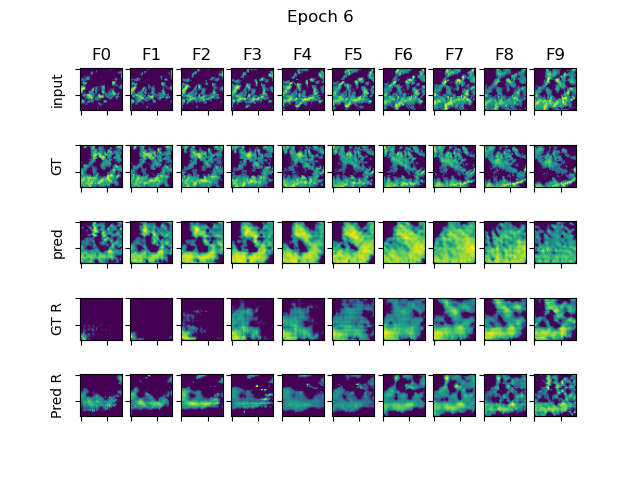 Epoch 6
F0 F1 F2 F3 F4 F5 F6 F7 F8 F9
input
GT
pred
GT R
Pred R